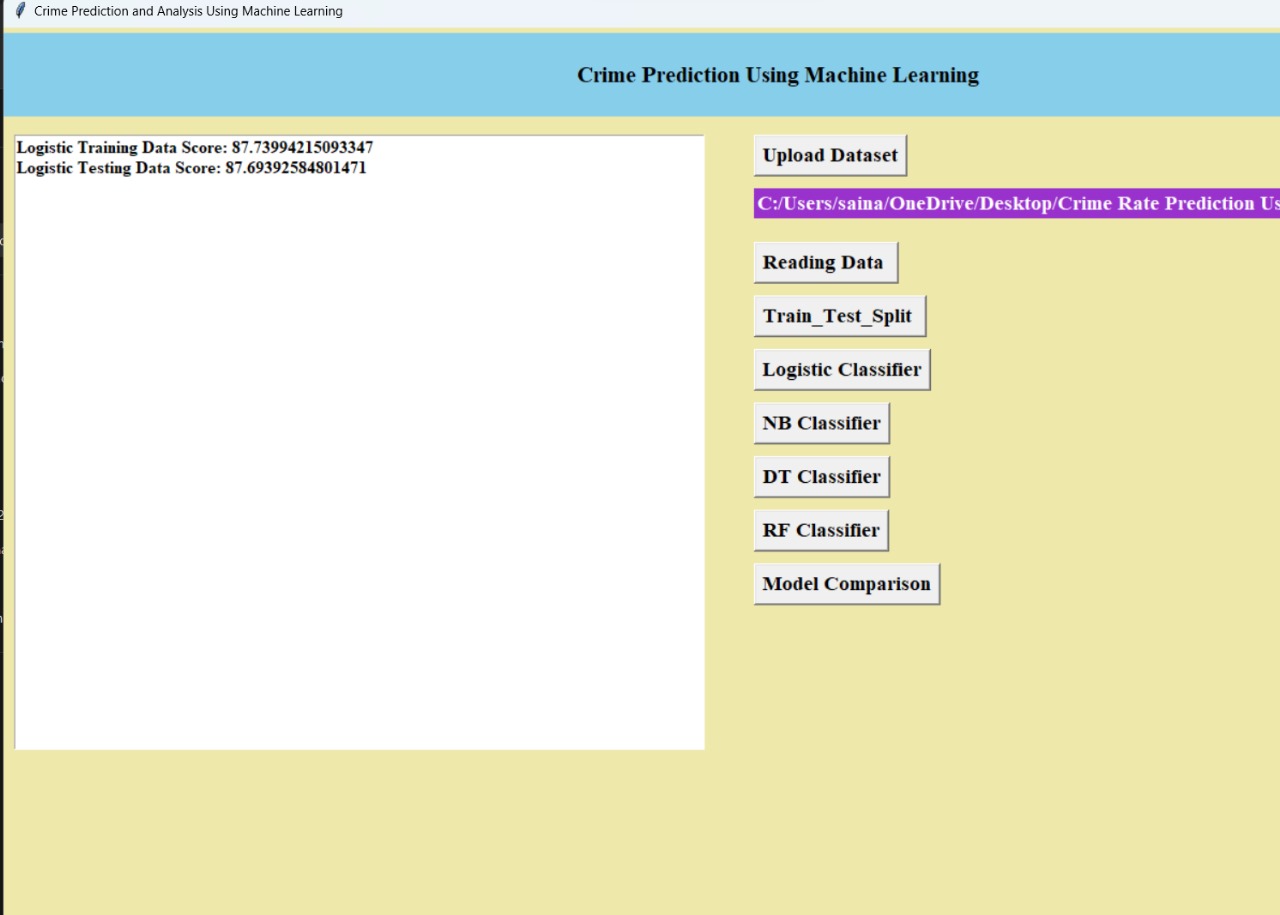 Crime Prediction and Analysis Using Machine Learning
Crime Prediction Using Machine Learning
Logistic Training Data Score: 87.73994215093347
Logistic Testing Data Score: 87.69392584801471
Upload Dataset
C:/Users/saina/OneDrive/Desktop/Crime Rate Prediction Us
Reading Data
Train_Test_Split
Logistic Classifier
NB Classifier
DT Classifier
RF Classifier
Model Comparison